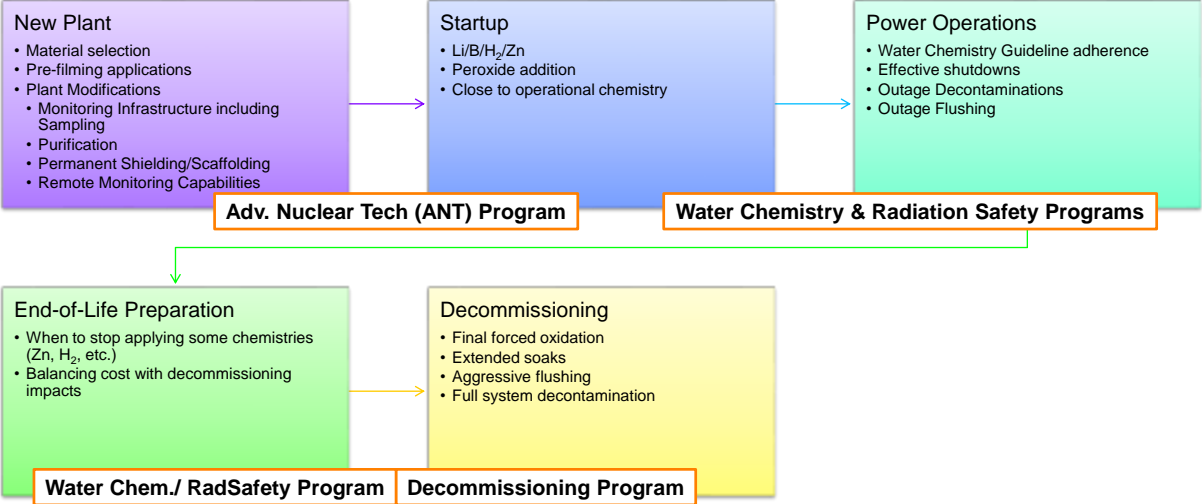 New Plant
• Material selection
• Pre-filming applications
• Plant Modifications
• Monitoring Infrastructure including
Sampling
• Purification
• Permanent Shielding/Scaffolding
• Remote Monitoring Capabilities
Startup
• Li/B/H₂/Zn
• Peroxide addition
• Close to operational chemistry
Power Operations
• Water Chemistry Guideline adherence
• Effective shutdowns
• Outage Decontaminations
• Outage Flushing
Adv. Nuclear Tech (ANT) Program
Water Chemistry & Radiation Safety Programs
End-of-Life Preparation
• When to stop applying some chemistries
(Zn, H₂, etc.)
• Balancing cost with decommissioning
impacts
Decommissioning
• Final forced oxidation
• Extended soaks
• Aggressive flushing
• Full system decontamination
Water Chem./ RadSafety Program
Decommissioning Program